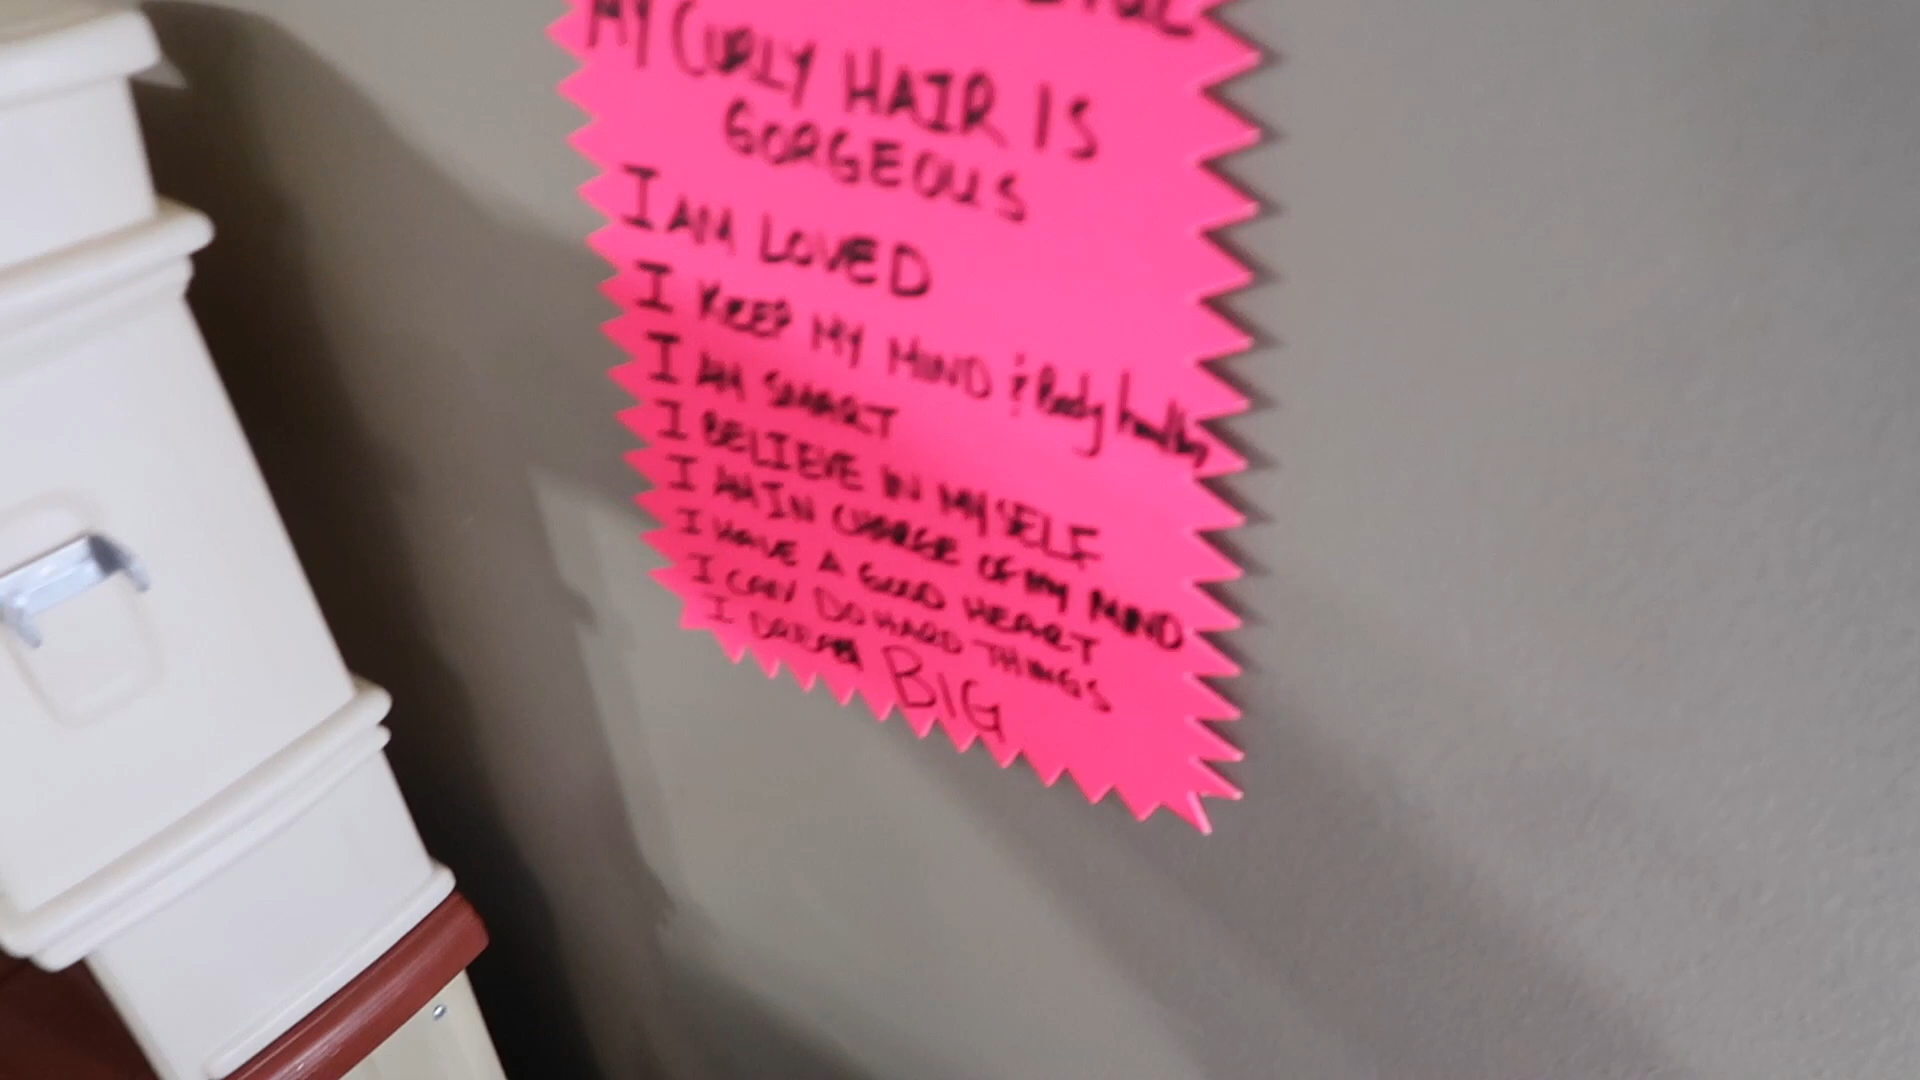 MY CURLY HAIR IS
GORGEOUS
I AM LOVED
I KEEP MY MIND & Body healthy
I AM SMART
I BELIEVE IN MYSELF
I AM IN CHARGE OF MY MIND
I HAVE A GOOD HEART
I CAN DO HARD THINGS
I DREAM BIG